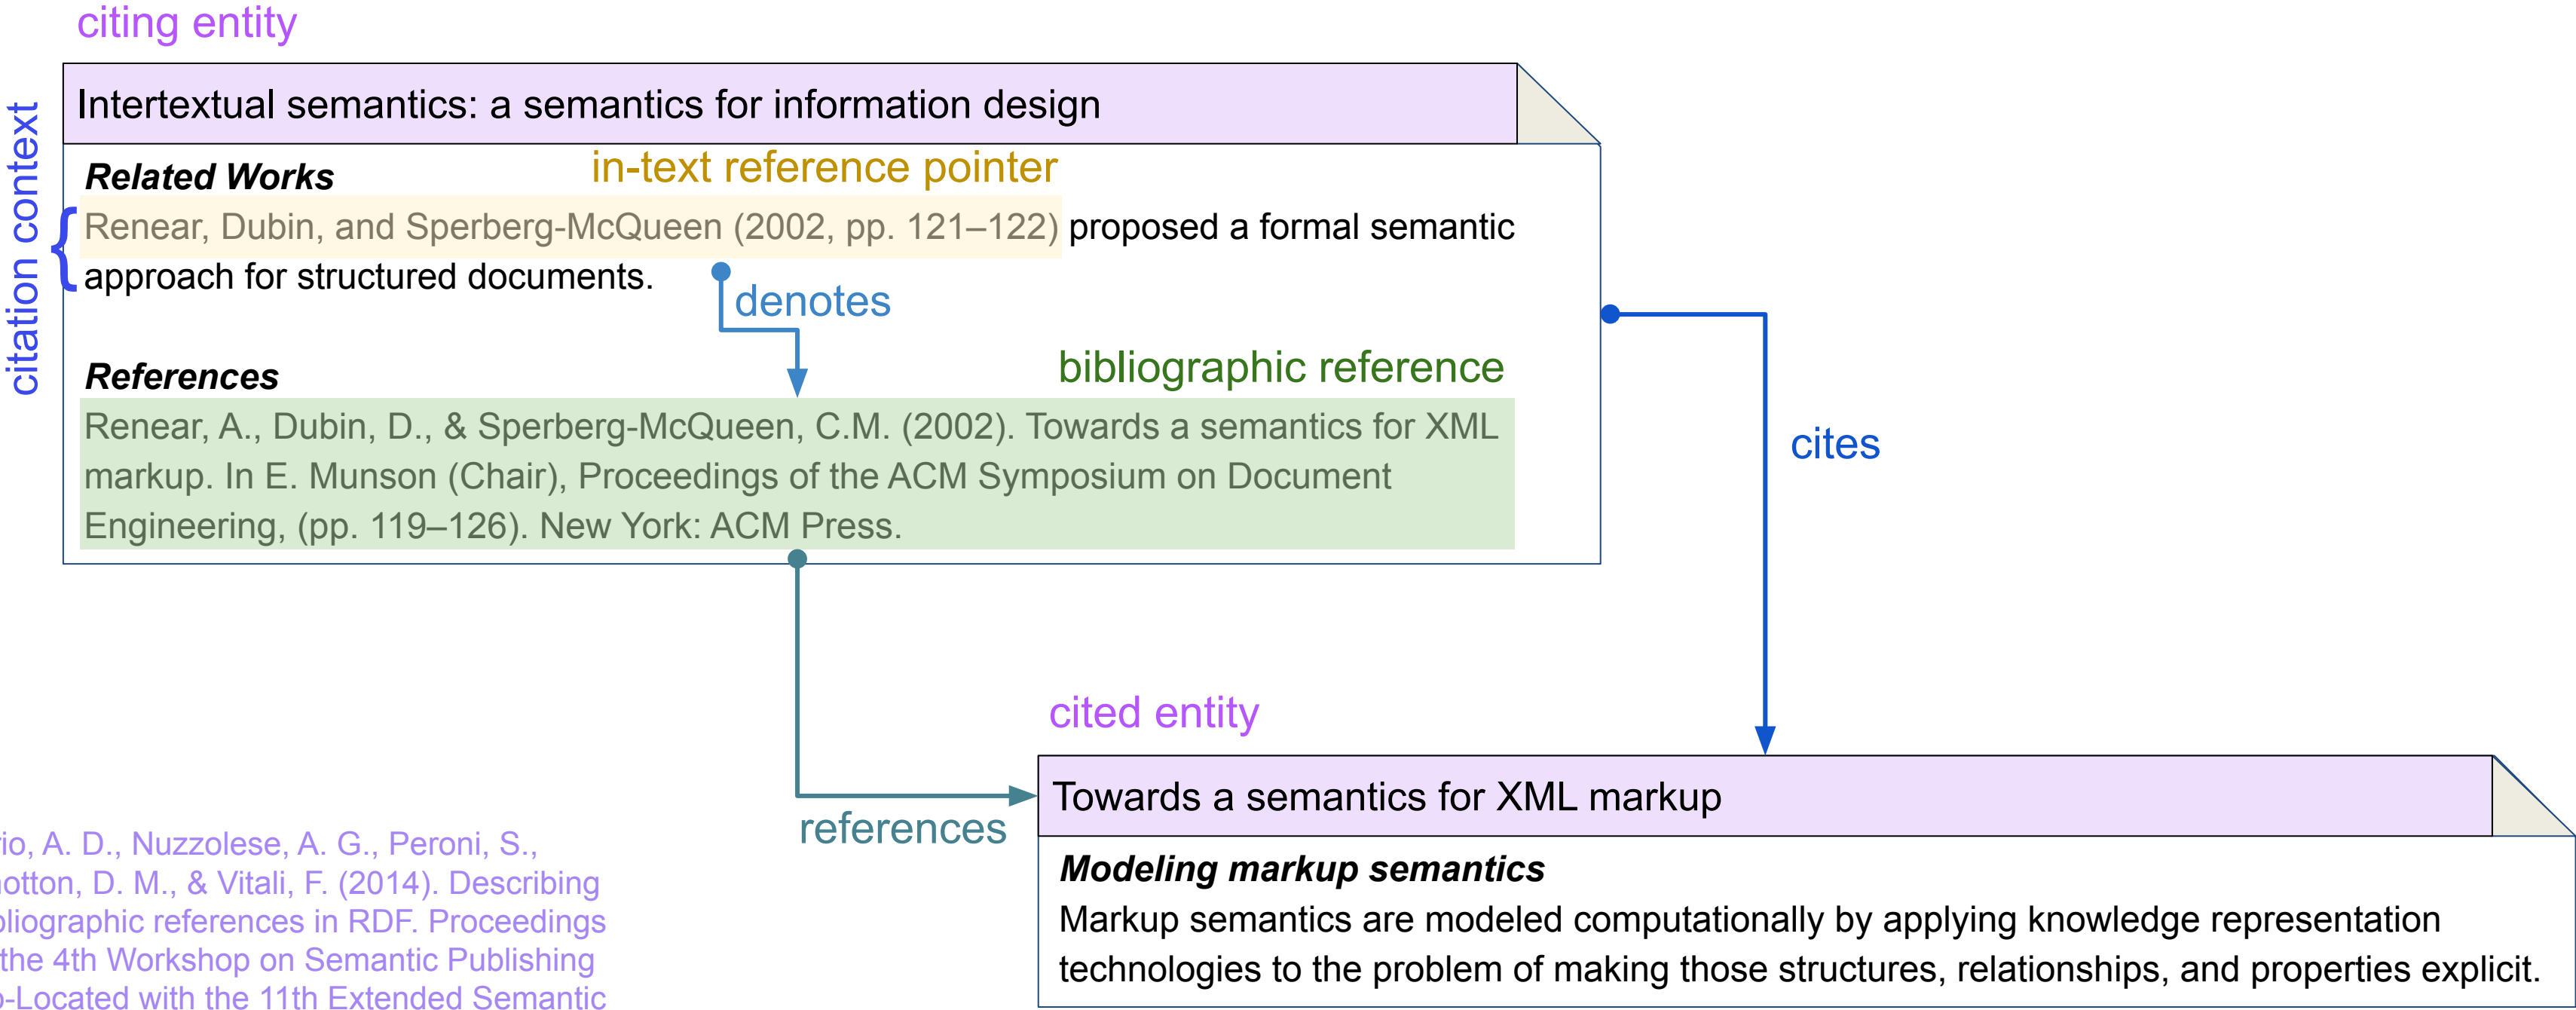 citing entity
citation context
Intertextual semantics: a semantics for information design
Related Works
in-text reference pointer
Renear, Dubin, and Sperberg-McQueen (2002, pp. 121–122) proposed a formal semantic
approach for structured documents.
denotes
References
bibliographic reference
Renear, A., Dubin, D., & Sperberg-McQueen, C.M. (2002). Towards a semantics for XML
markup. In E. Munson (Chair), Proceedings of the ACM Symposium on Document
Engineering, (pp. 119–126). New York: ACM Press.
cites
cited entity
Towards a semantics for XML markup
references
Modeling markup semantics
Markup semantics are modeled computationally by applying knowledge representation
technologies to the problem of making those structures, relationships, and properties explicit.
A. D., Nuzzolese, A. G., Peroni, S.,
D. M., & Vitali, F. (2014). Describing
references in RDF. Proceedings
the 4th Workshop on Semantic Publishing
-Located with the 11th Extended Semantic